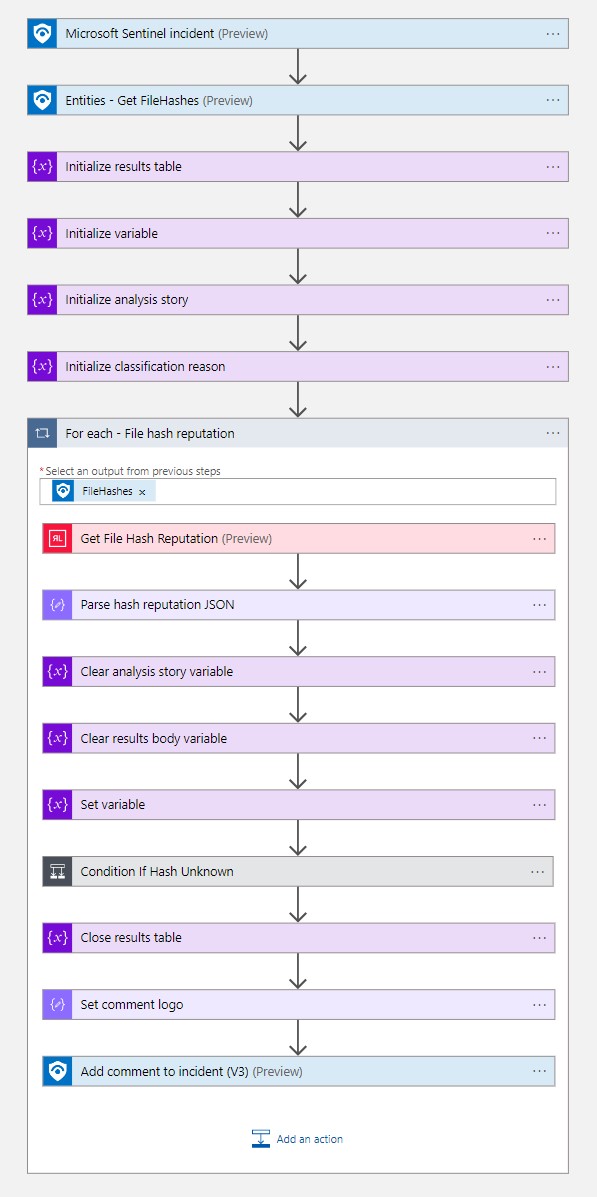 Microsoft Sentinel incident (Preview)
Entities - Get FileHashes (Preview)
{x} Initialize results table
{x} Initialize variable
{x} Initialize analysis story
{x} Initialize classification reason
For each - File hash reputation
*Select an output from previous steps
FileHashes ×
RL Get File Hash Reputation (Preview)
Parse hash reputation JSON
{x} Clear analysis story variable
{x} Clear results body variable
{x} Set variable
Condition If Hash Unknown
{x} Close results table
Set comment logo
Add comment to incident (V3) (Preview)
Add an action